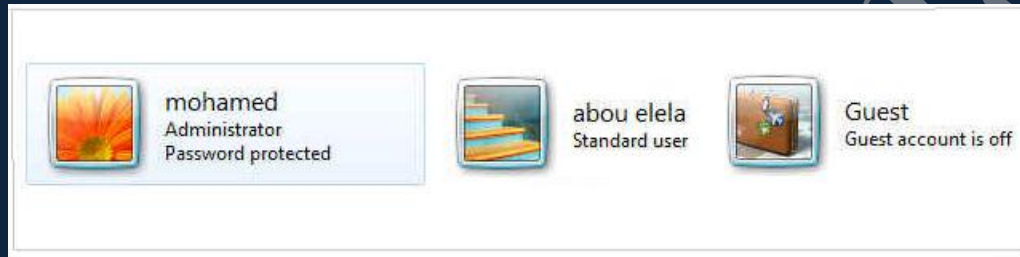 mohamed
Administrator
Password protected
abou elela
Standard user
Guest
Guest account is off